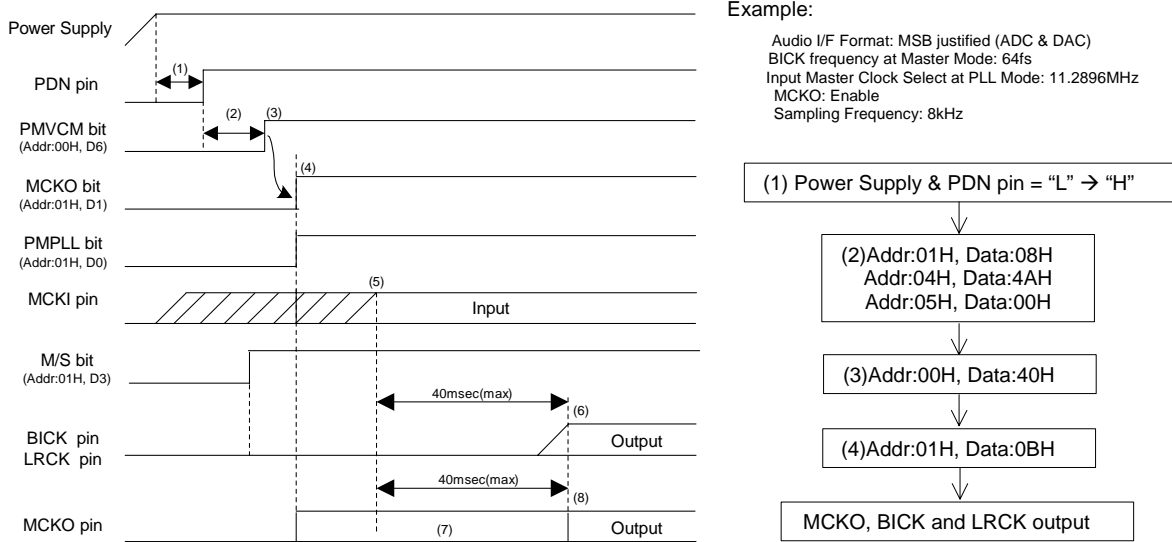 Power Supply
(1)
PDN pin
(2)
(3)
PMVCM bit
(Addr:00H, D6)
(4)
MCKO bit
(Addr:01H, D1)
PMPLL bit
(Addr:01H, D0)
(5)
MCKI pin
Input
M/S bit
(Addr:01H, D3)
40msec(max)
(6)
BICK pin
LRCK pin
Output
40msec(max)
(8)
MCKO pin
(7)
Output
Example:
Audio I/F Format: MSB justified (ADC & DAC)
BICK frequency at Master Mode: 64fs
Input Master Clock Select at PLL Mode: 11.2896MHz
MCKO: Enable
Sampling Frequency: 8kHz
(1) Power Supply & PDN pin = “L” → “H”
(2)Addr:01H, Data:08H
Addr:04H, Data:4AH
Addr:05H, Data:00H
(3)Addr:00H, Data:40H
(4)Addr:01H, Data:0BH
MCKO, BICK and LRCK output